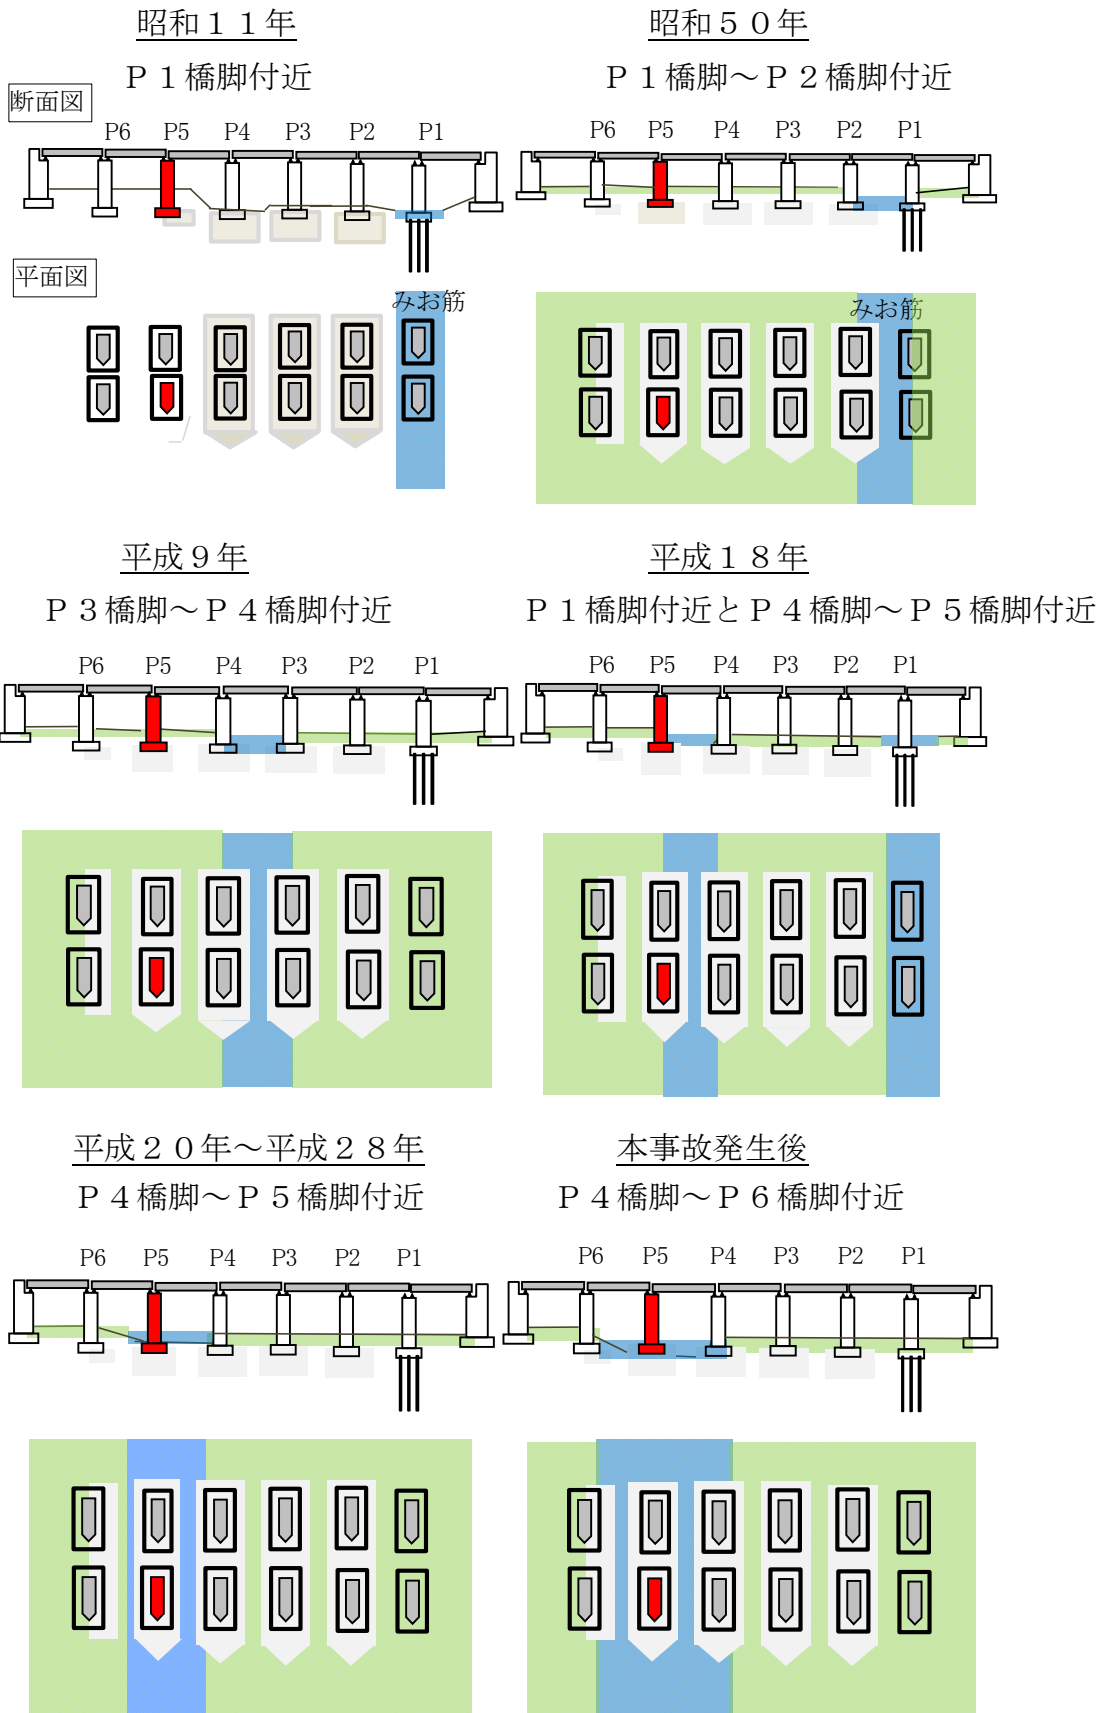 昭和１１年
Ｐ１橋脚付近
断面図
P6 P5 P4 P3 P2 P1
平面図
みお筋
昭和５０年
Ｐ１橋脚～Ｐ２橋脚付近
P6 P5 P4 P3 P2 P1
みお筋
平成９年
Ｐ３橋脚～Ｐ４橋脚付近
P6 P5 P4 P3 P2 P1
平成１８年
Ｐ１橋脚付近とＰ４橋脚～Ｐ５橋脚付近
P6 P5 P4 P3 P2 P1
平成２０年～平成２８年
Ｐ４橋脚～Ｐ５橋脚付近
P6 P5 P4 P3 P2 P1
本事故発生後
Ｐ４橋脚～Ｐ６橋脚付近
P6 P5 P4 P3 P2 P1